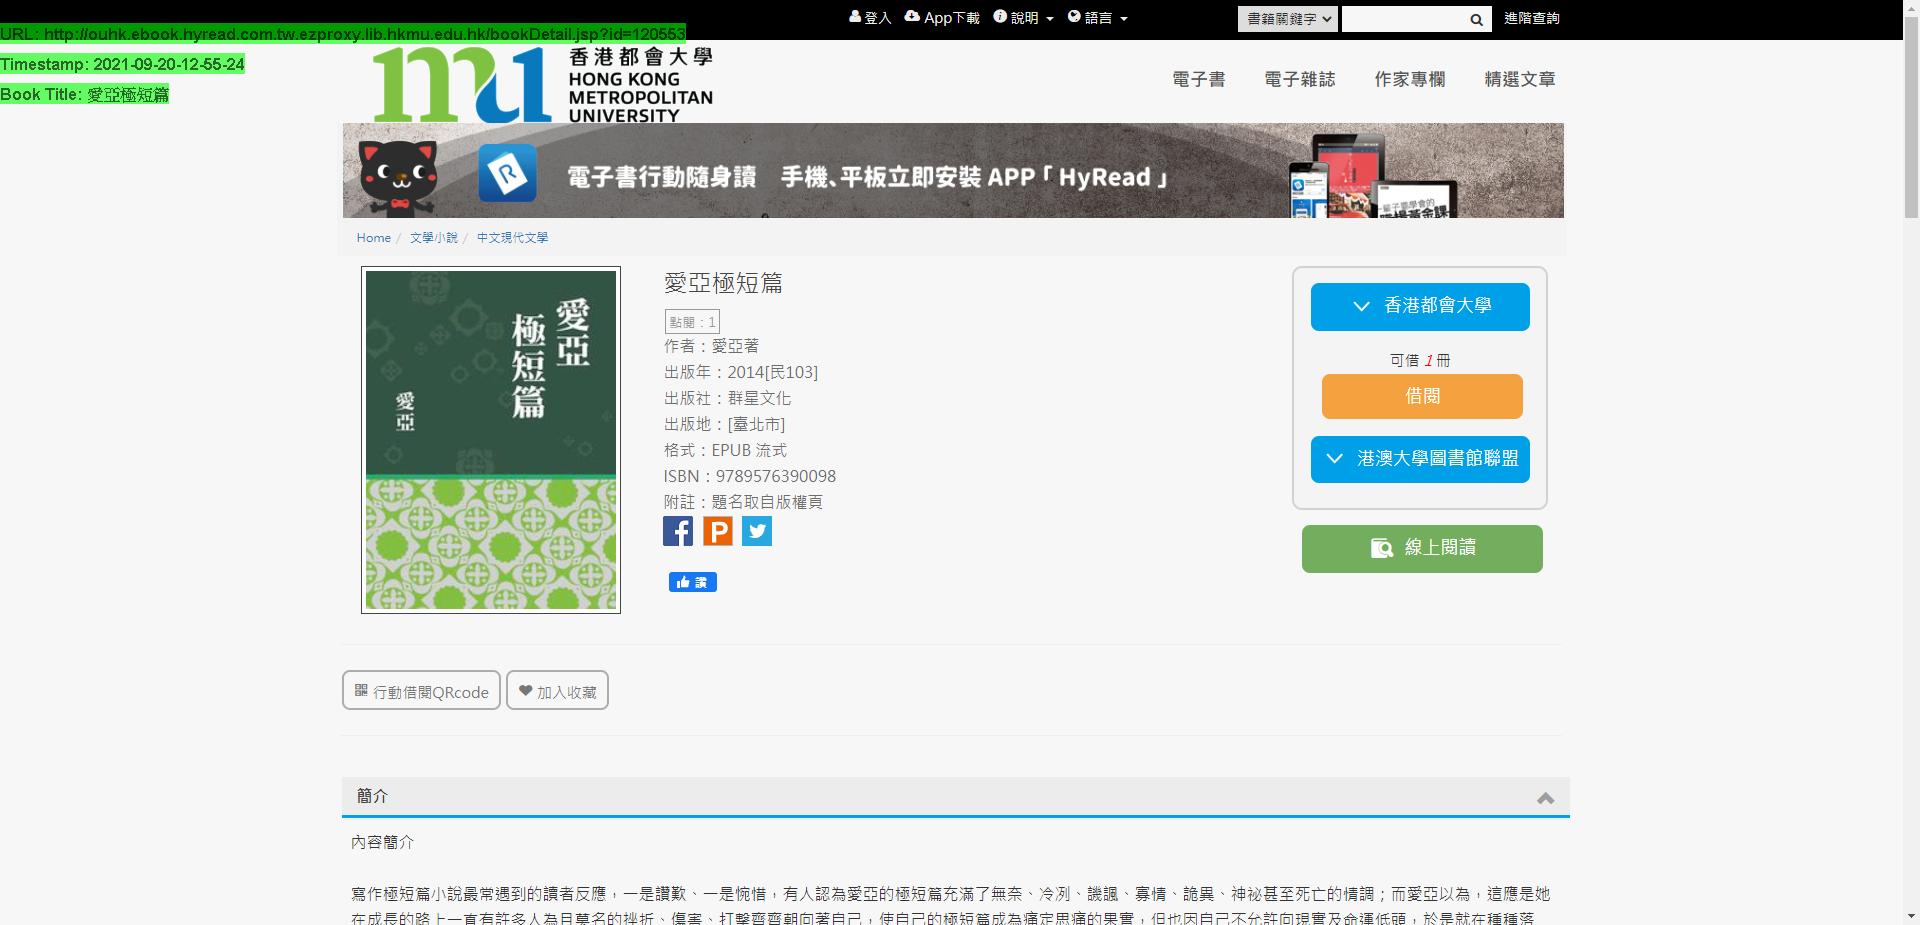 登入 App下載 說明 語言 書籍關鍵字 進階查詢
URL: http://ouhk.ebook.hyread.com.tw.ezproxy.lib.hkmu.edu.hk/bookDetail.jsp?id=120553
Timestamp: 2021-09-20-12-55-24
Book Title: 愛亞極短篇
mu
香港都會大學
HONG KONG
METROPOLITAN
UNIVERSITY
電子書 電子雜誌 作家專欄 精選文章
電子書行動隨身讀 手機、平板立即安裝 APP「HyRead」
Home / 文學小說 / 中文現代文學
愛亞
極短篇
愛亞
愛亞極短篇
點閱：1
作者：愛亞著
出版年：2014[民103]
出版社：群星文化
出版地：[臺北市]
格式：EPUB 流式
ISBN：9789576390098
附註：題名取自版權頁
讚
香港都會大學
可借 1 冊
借閱
港澳大學圖書館聯盟
線上閱讀
行動借閱QRcode
加入收藏
簡介
內容簡介
寫作極短篇小說最常遇到的讀者反應，一是讚歎、一是惋惜，有人認為愛亞的極短篇充滿了無奈、冷冽、譏諷、寡情、詭異、神祕甚至死亡的情調；而愛亞以為，這應是她
在成長的路上一直有許多人為且莫名的挫折、傷害、打擊齊齊朝向著自己，使自己的極短篇成為痛定思痛的果實，但也因自己不允許向現實及命運低頭，於是就在種種落